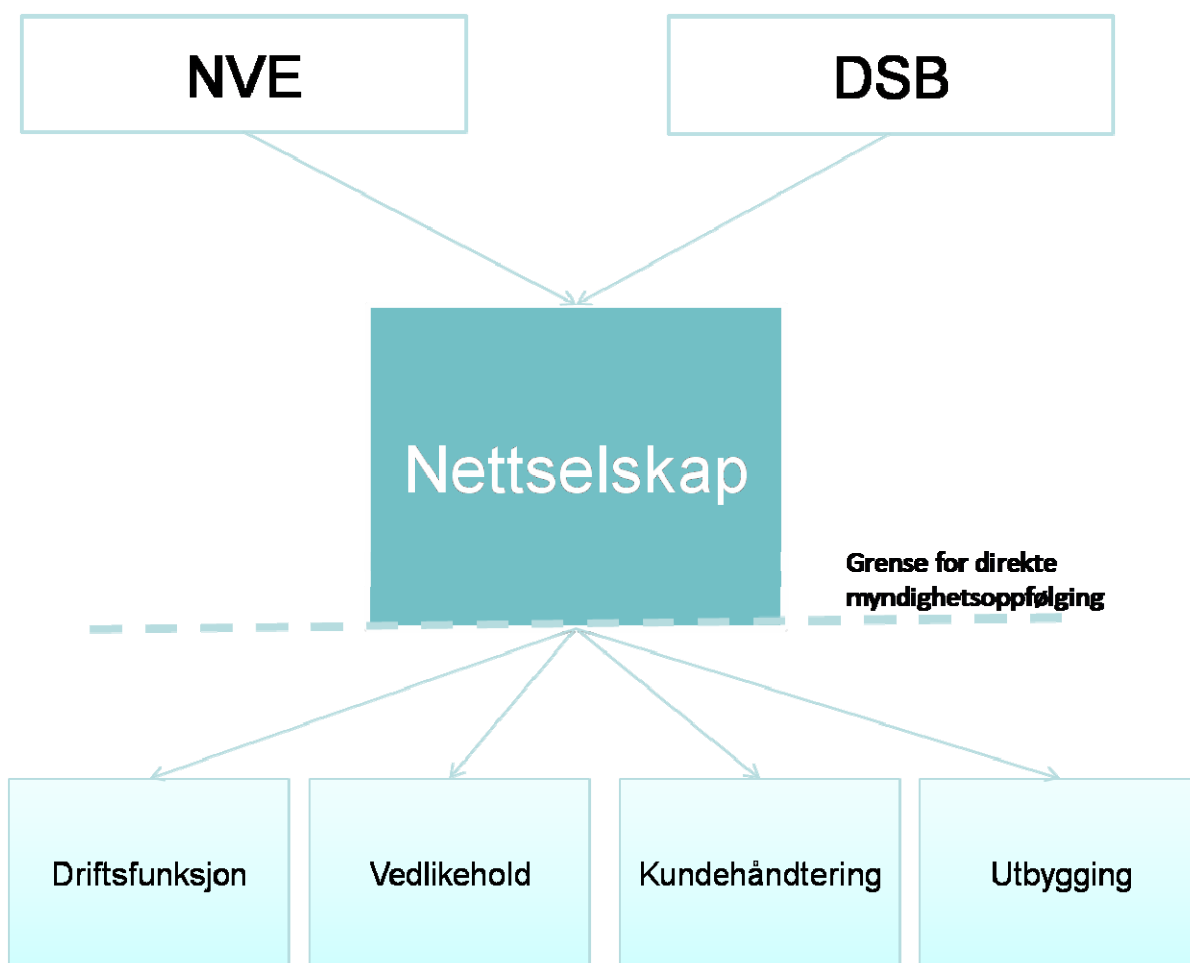 NVE
DSB
Nettselskap
Grense for direkte
myndighetsoppfølging
Driftsfunksjon
Vedlikehold
Kundehåndtering
Utbygging